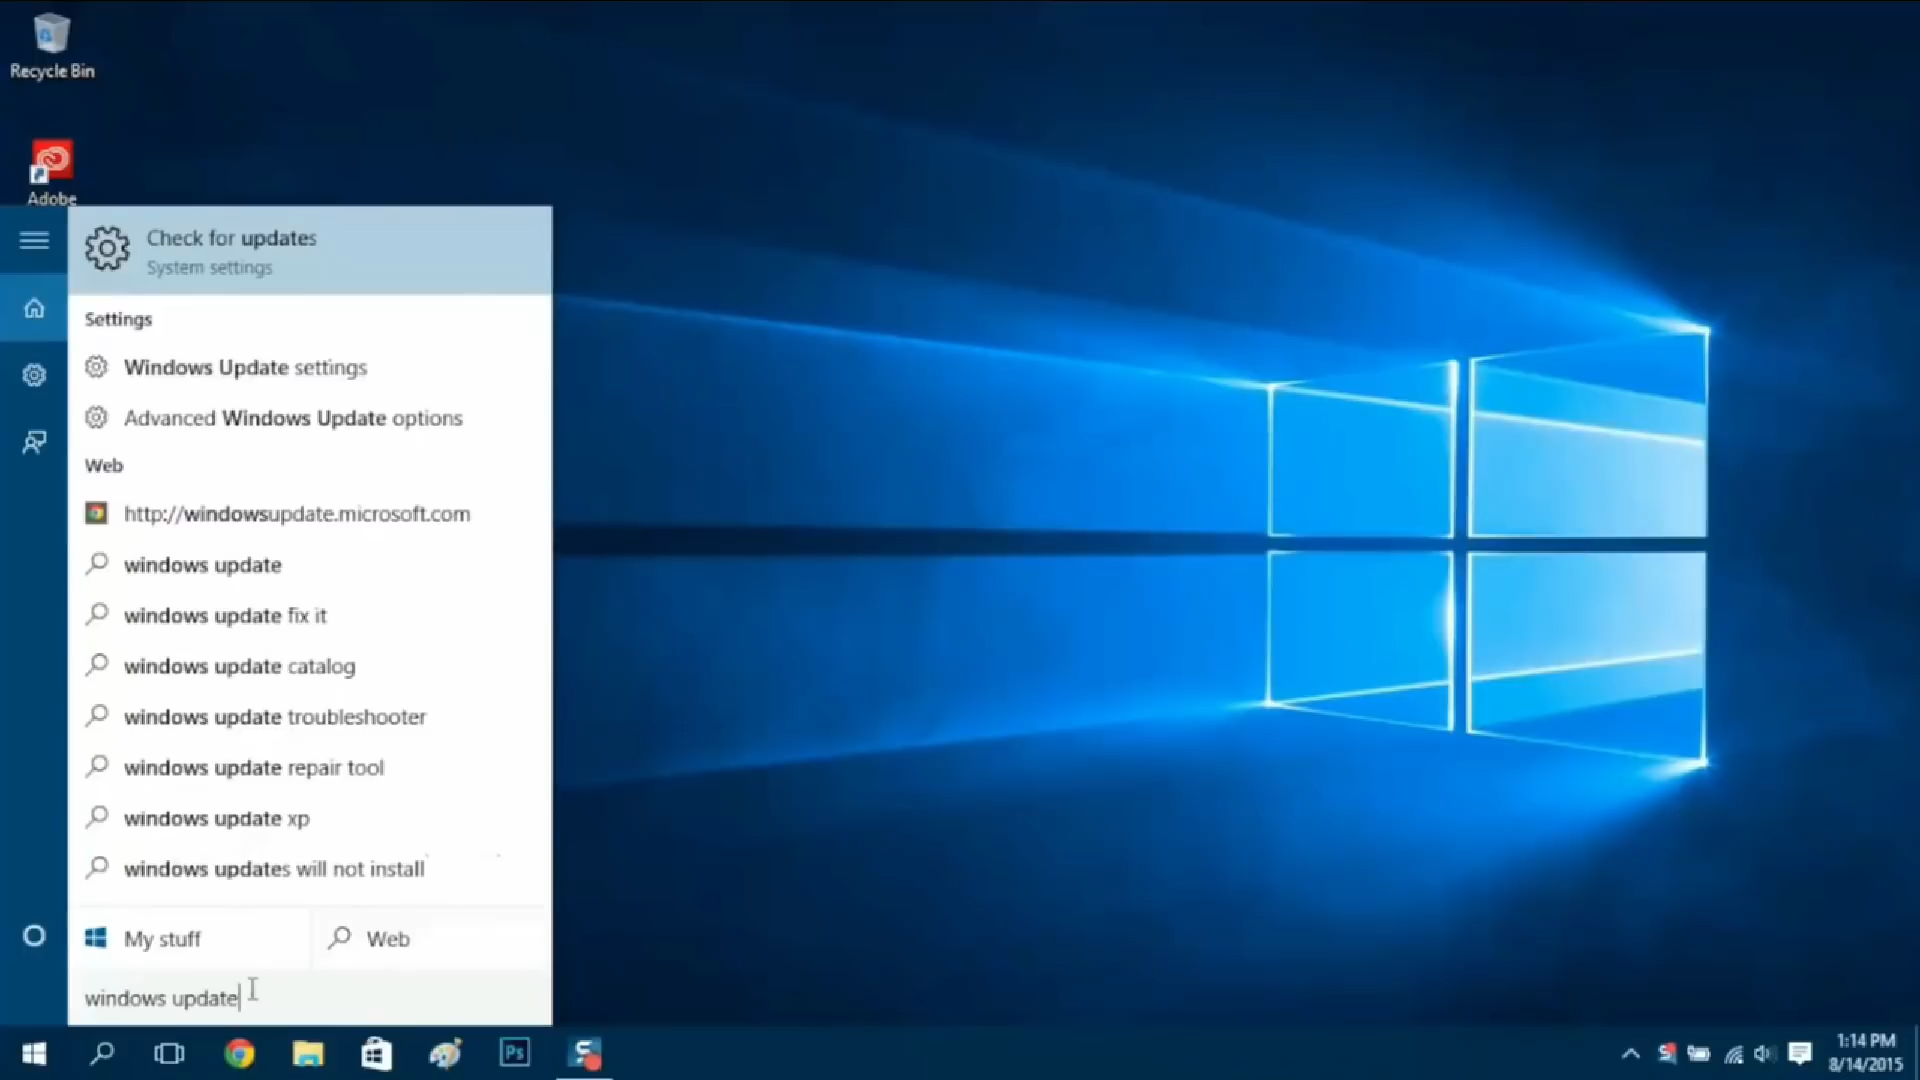 Recycle Bin
Adobe
Check for updates
System settings
Settings
Windows Update settings
Advanced Windows Update options
Web
http://windowsupdate.microsoft.com
windows update
windows update fix it
windows update catalog
windows update troubleshooter
windows update repair tool
windows update xp
windows updates will not install
My stuff
Web
windows update
Ps
S
1:14 PM
8/14/2015